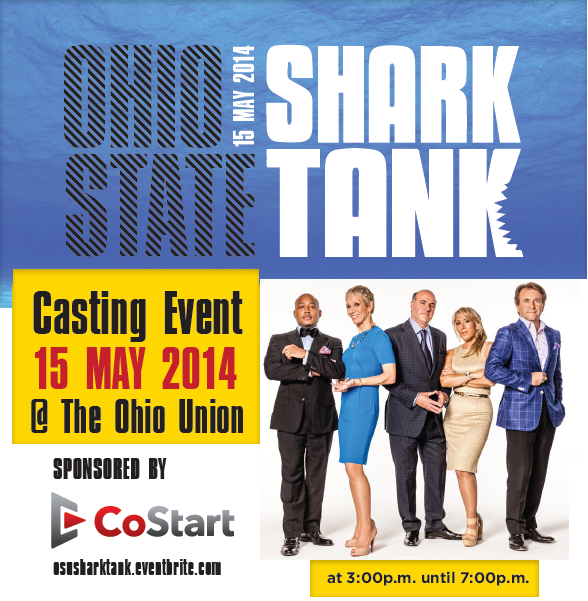 OHIO
STATE
15 MAY 2014
SHARK
TANK
Casting Event
15 MAY 2014
@ The Ohio Union
SPONSORED BY
CoStart
osusharktank.eventbrite.com
at 3:00p.m. until 7:00p.m.